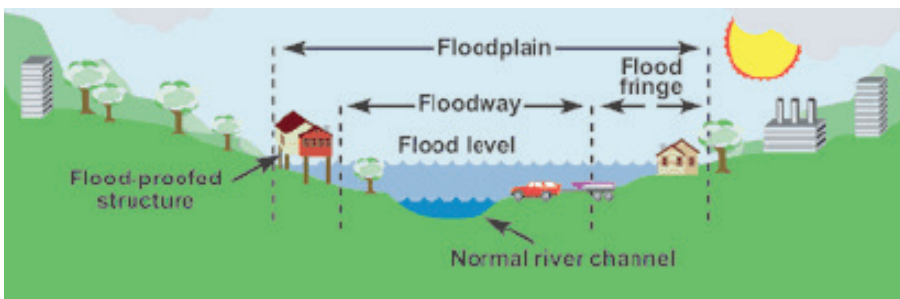 Floodplain
Flood
fringe
Floodway
Flood level
Flood-proofed
structure
Normal river channel